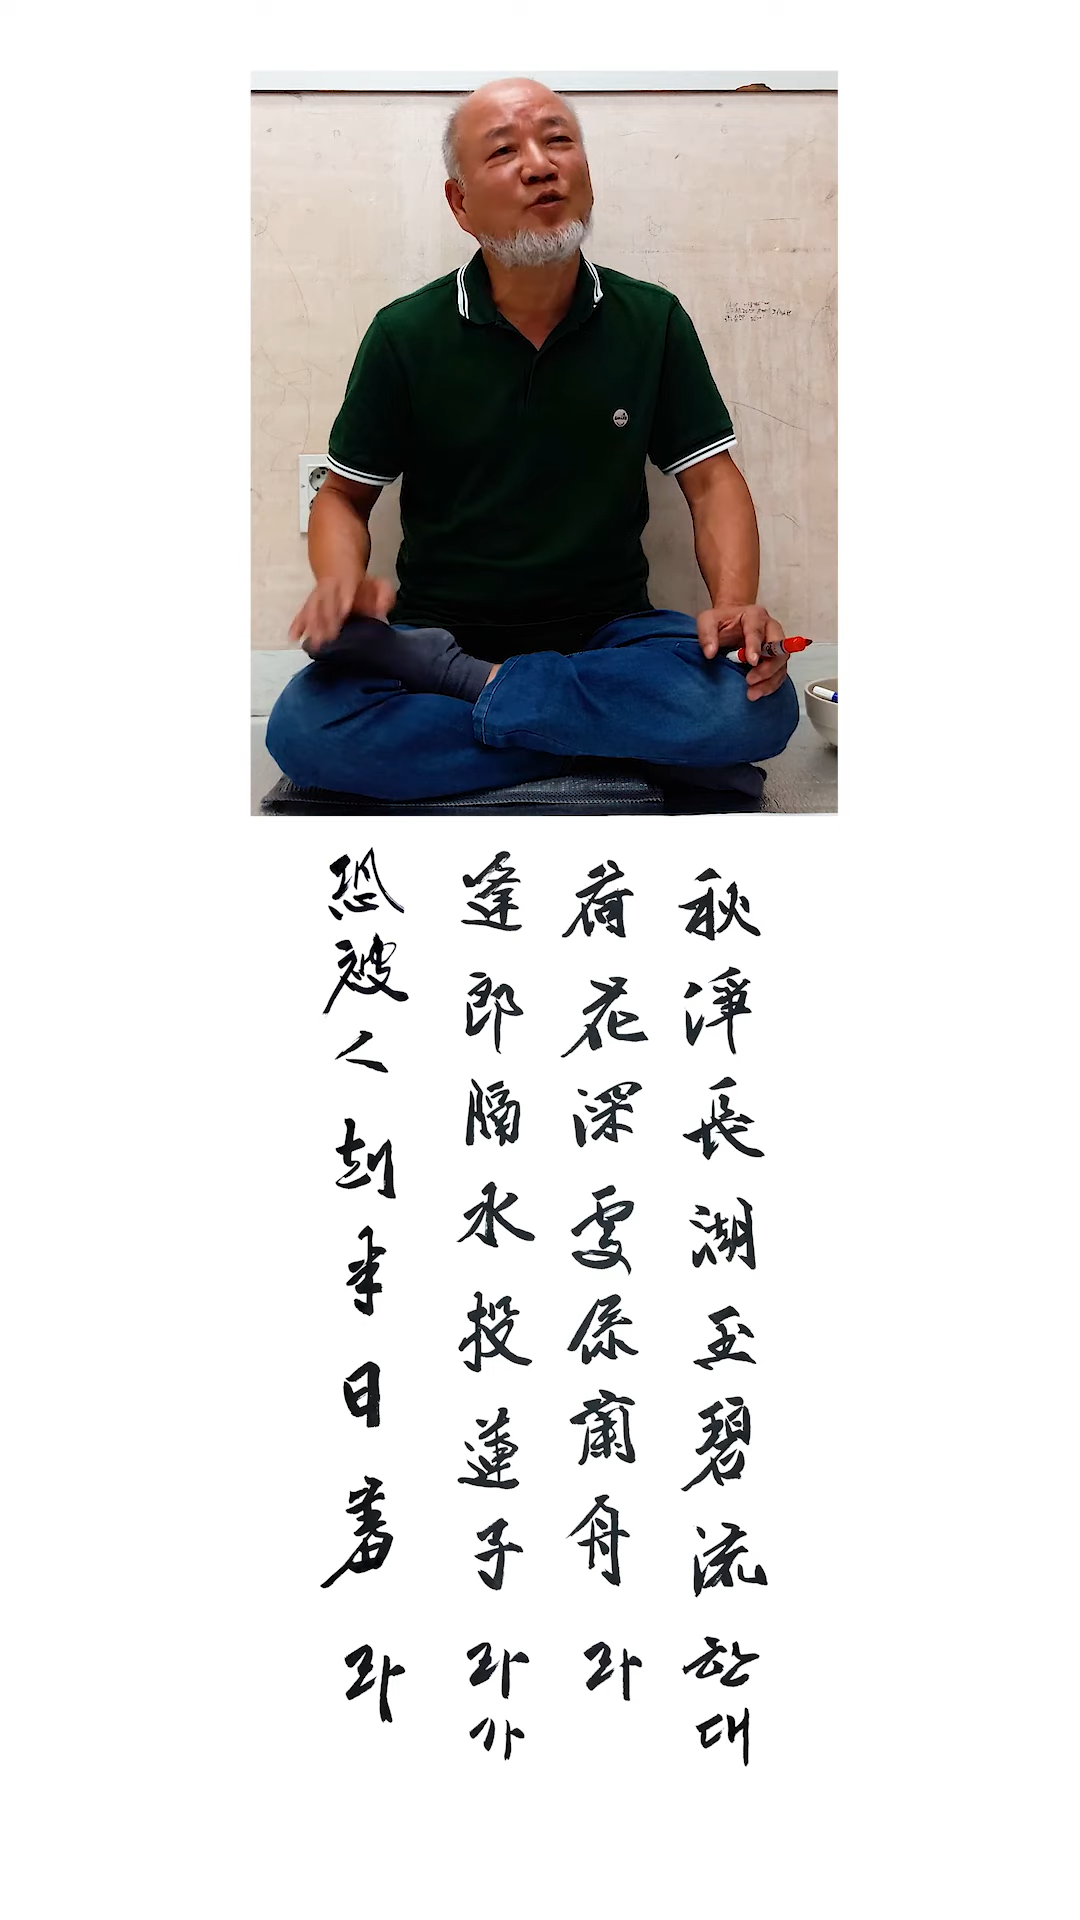 秋淨長湖玉碧流한대
荷花深處係蘭舟라
逢郎隔水投蓮子라가
恐被人知半日羞라